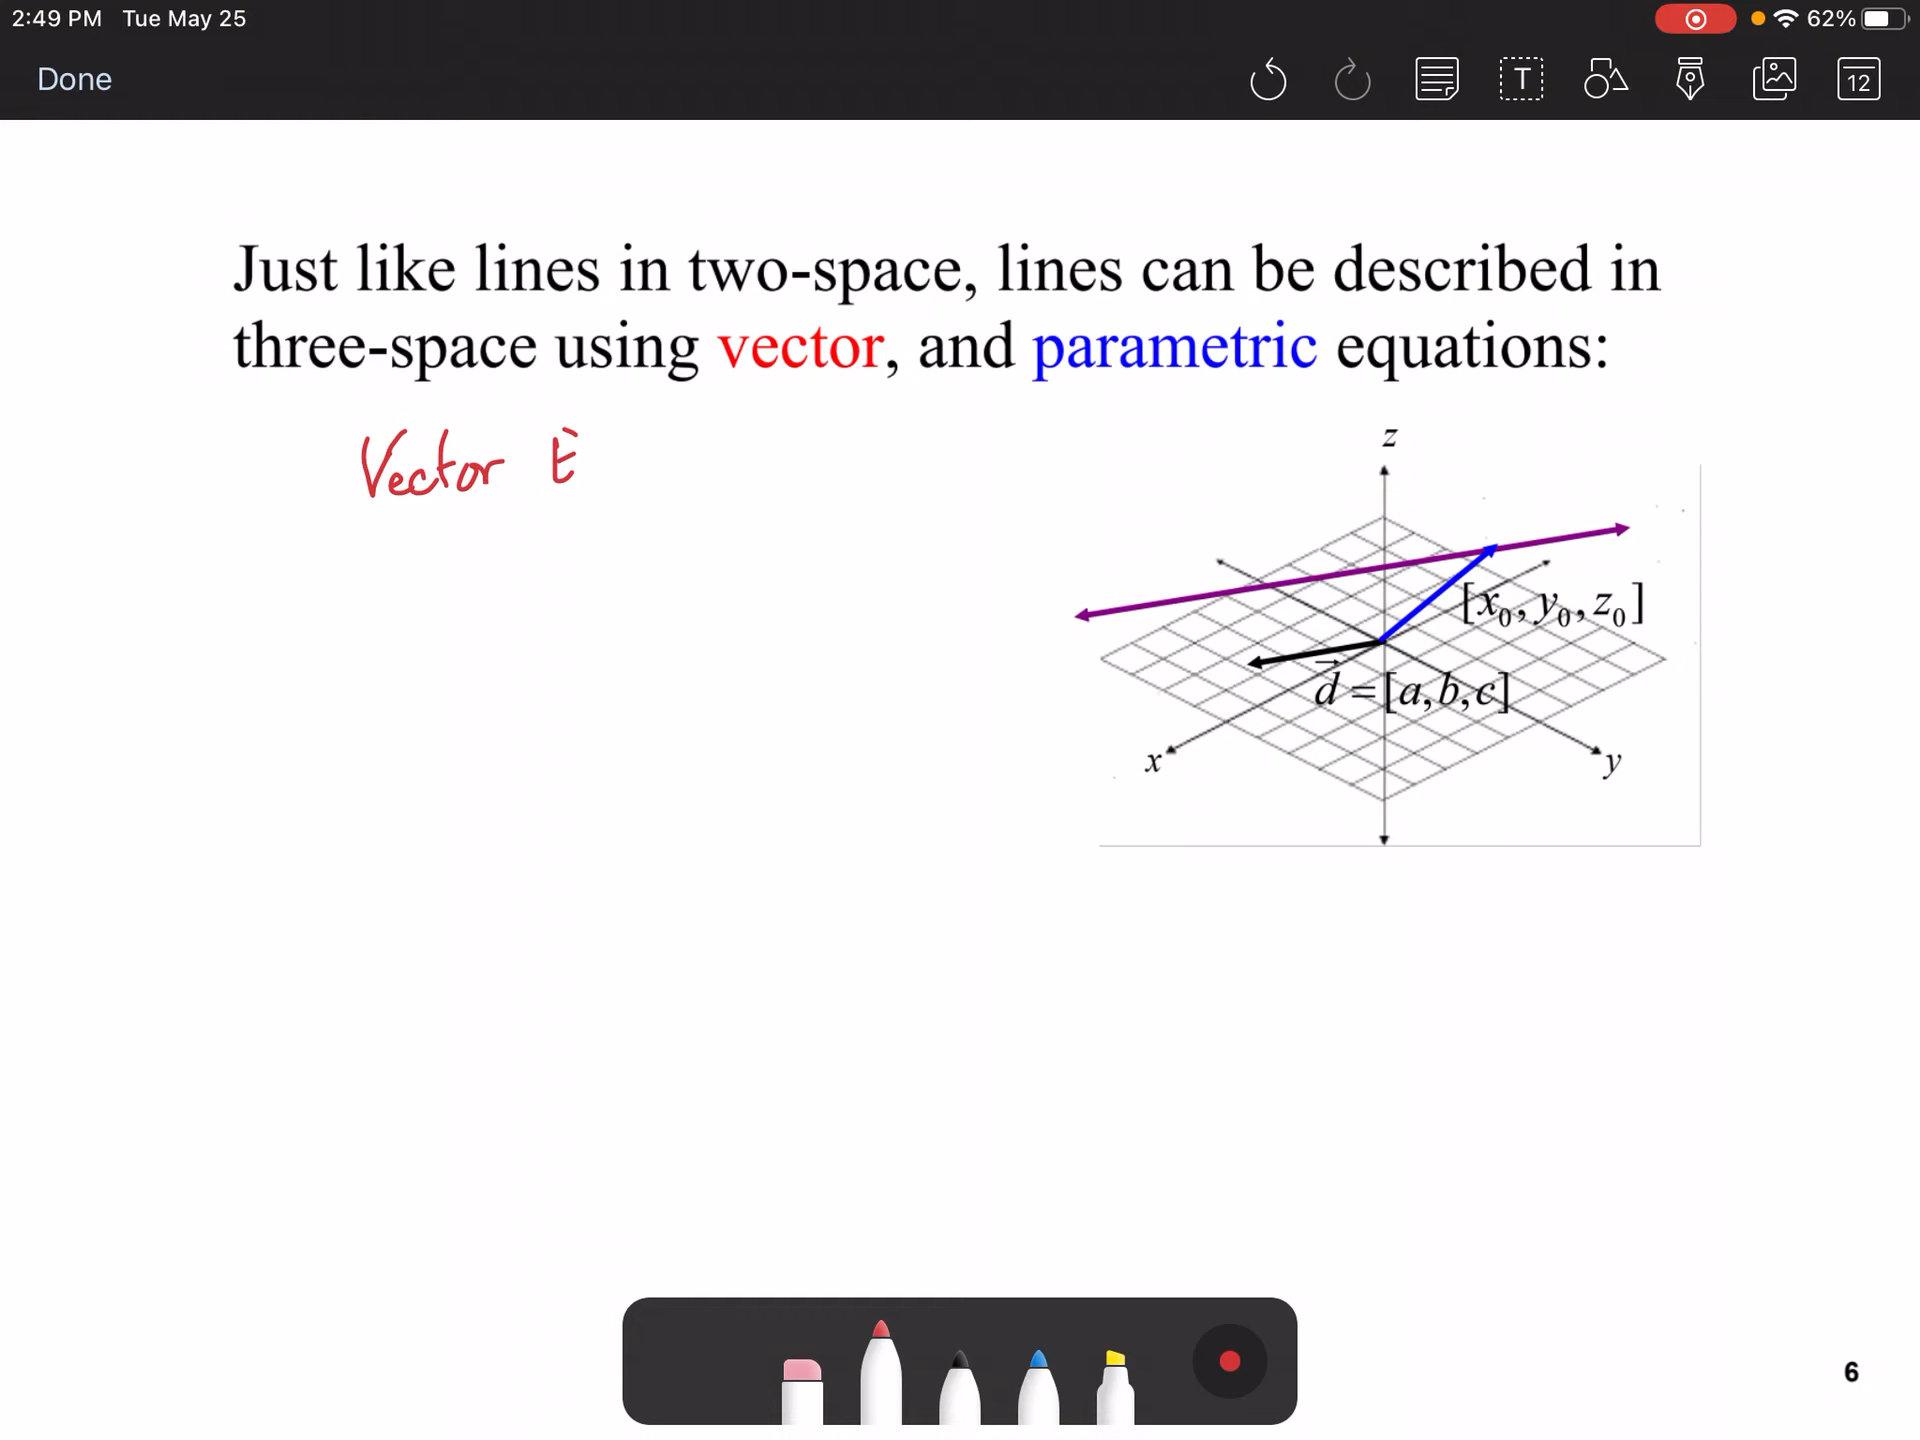 2:49 PM Tue May 25
62%
Done
T
12
Just like lines in two-space, lines can be described in
three-space using vector, and parametric equations:
Vector E
z
[x₀, y₀, z₀]
d⃗ = [a, b, c]
x
y
6